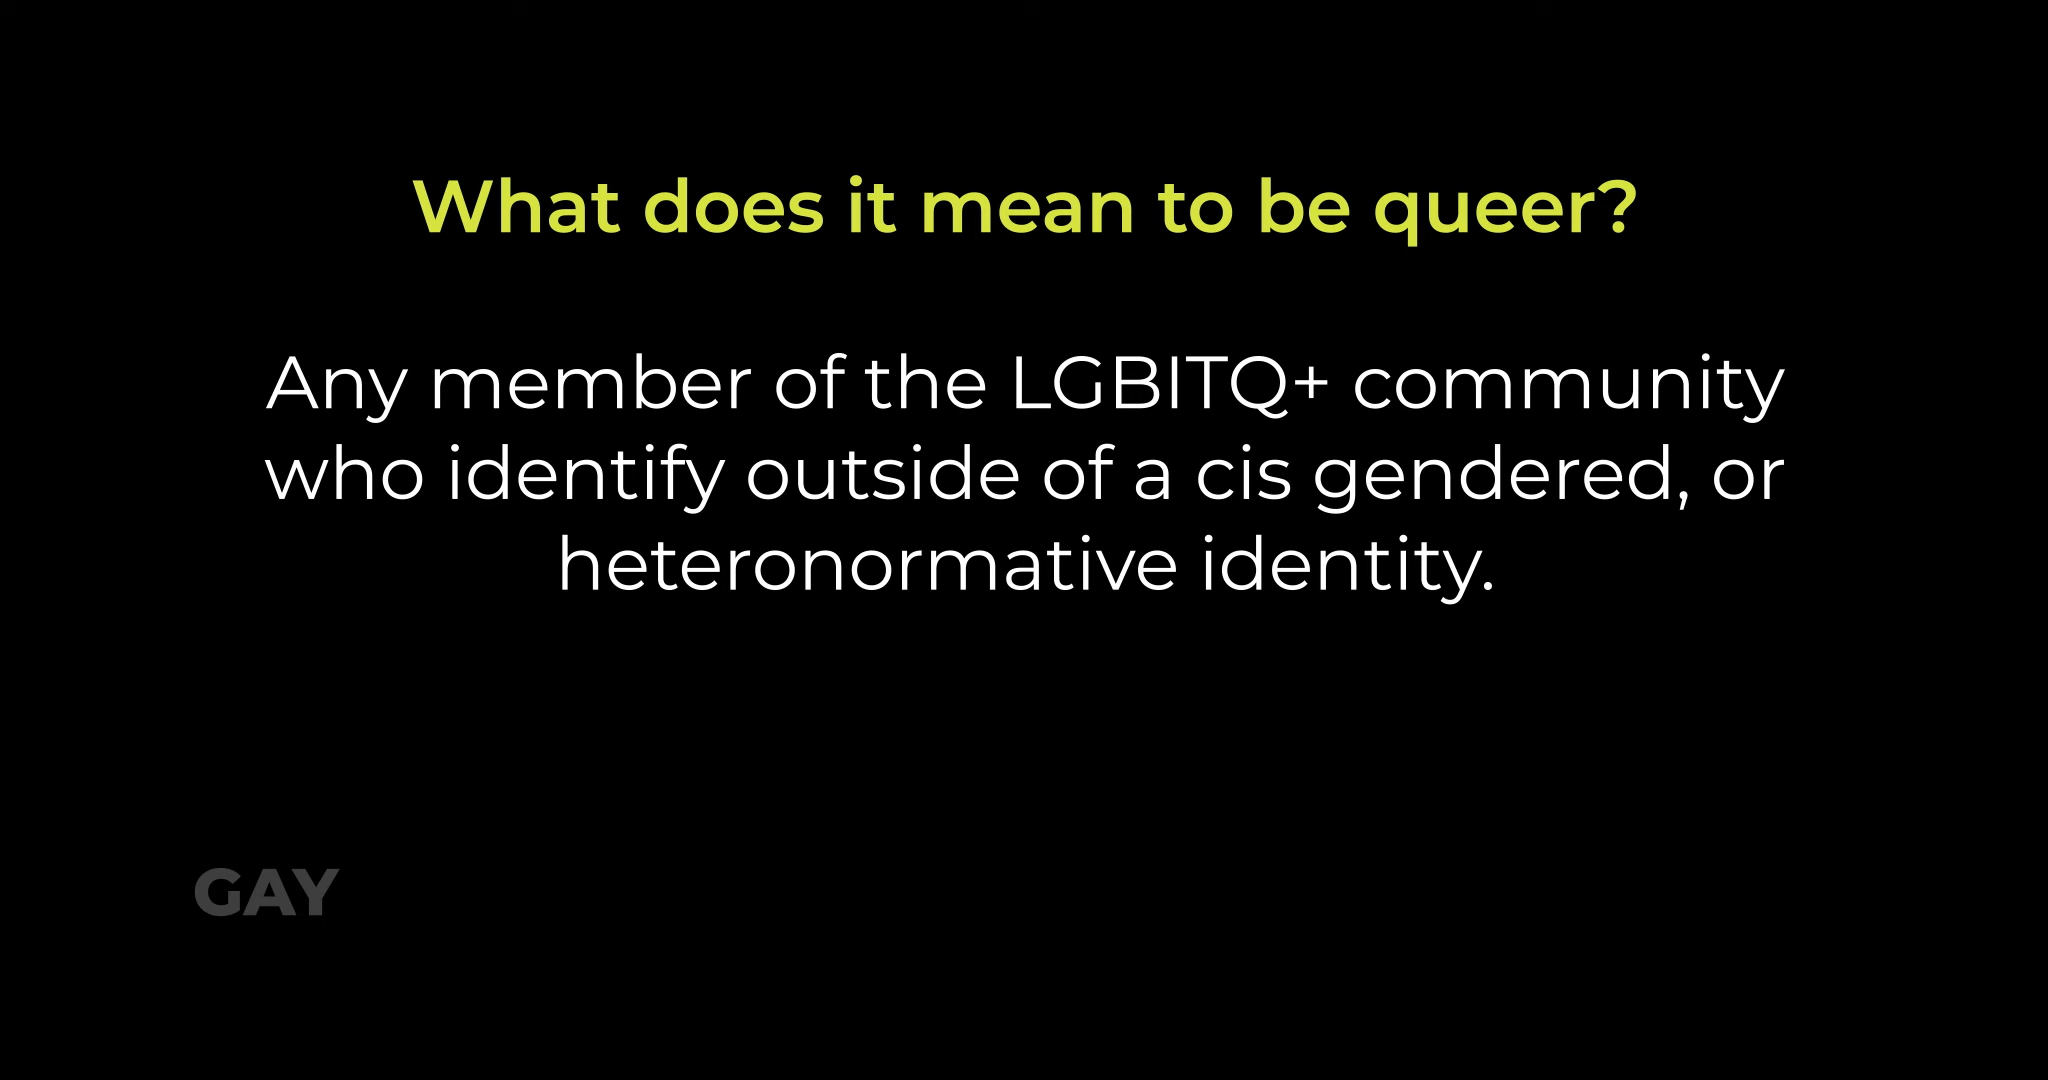 What does it mean to be queer?
Any member of the LGBITQ+ community
who identify outside of a cis gendered, or
heteronormative identity.
GAY